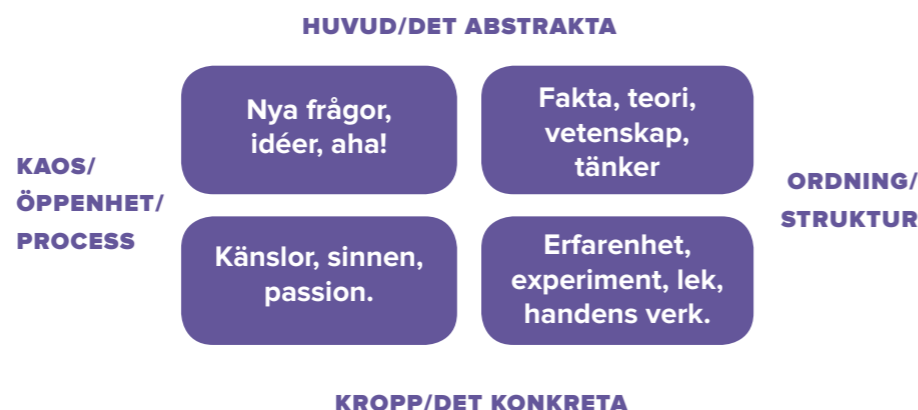 HUVUD/DET ABSTRAKTA
Nya frågor,
idéer, aha!
Fakta, teori,
vetenskap,
tänker
KAOS/
ÖPPENHET/
PROCESS
ORDNING/
STRUKTUR
Känslor, sinnen,
passion.
Erfarenhet,
experiment, lek,
handens verk.
KROPP/DET KONKRETA